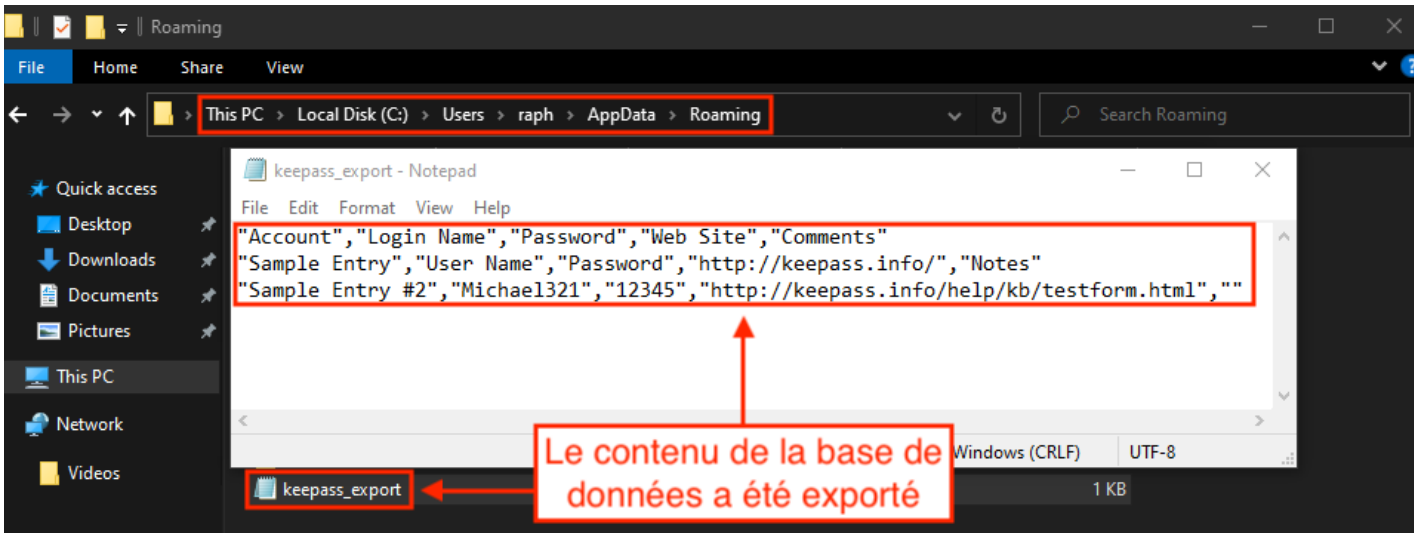 Roaming
File Home Share View
This PC > Local Disk (C:) > Users > raph > AppData > Roaming
Search Roaming
Quick access
Desktop
Downloads
Documents
Pictures
This PC
Network
Videos
keepass_export - Notepad
File Edit Format View Help
"Account","Login Name","Password","Web Site","Comments"
"Sample Entry","User Name","Password","http://keepass.info/","Notes"
"Sample Entry #2","Michael321","12345","http://keepass.info/help/kb/testform.html",""
Windows (CRLF) UTF-8
keepass_export 1 KB
Le contenu de la base de
données a été exporté